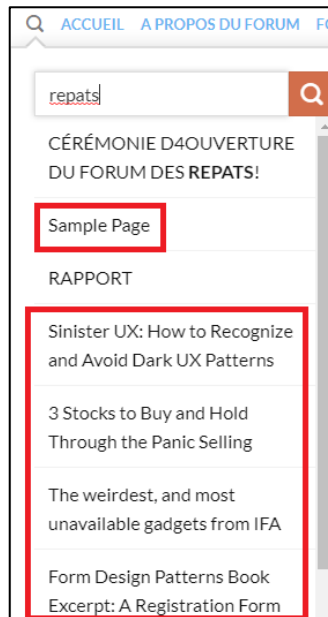 ACCUEIL A PROPOS DU FORUM
repats
CÉRÉMONIE D4OUVERTURE
DU FORUM DES REPATS!
Sample Page
RAPPORT
Sinister UX: How to Recognize
and Avoid Dark UX Patterns
3 Stocks to Buy and Hold
Through the Panic Selling
The weirdest, and most
unavailable gadgets from IFA
Form Design Patterns Book
Excerpt: A Registration Form